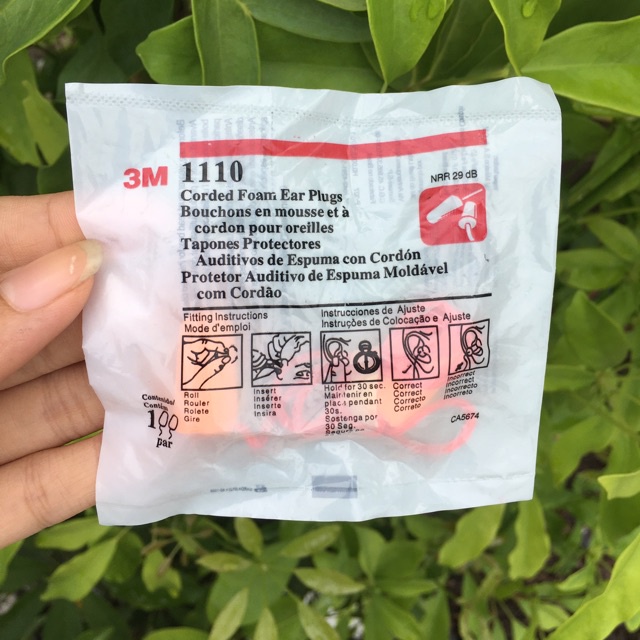 3M 1110
NRR 29 dB
Corded Foam Ear Plugs
Bouchons en mousse et à
cordon pour oreilles
Tapones Protectores
Auditivos de Espuma con Cordón
Protetor Auditivo de Espuma Moldável
com Cordão
Fitting Instructions
Mode d'emploi
Instrucciones de Ajuste
Instruções de Colocação e Ajuste
Roll
Rouler
Rolete
Gire
Insert
Insérer
Inserte
Insira
Hold for 30 sec.
Maintenir en
place pendant
30s.
Sostenga por
30 Seg.
Correct
Correct
Correcto
Correto
Incorrect
Incorrect
Incorrecto
Incorreto
1
par
CA5674